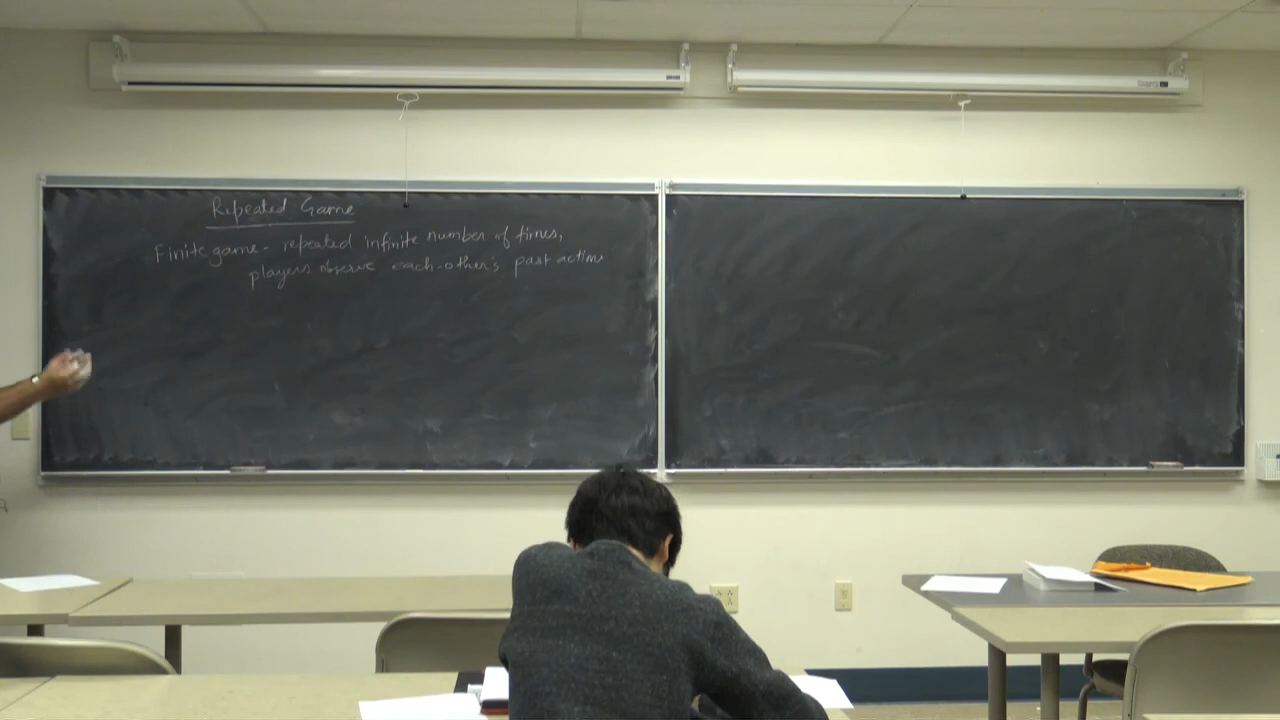 Repeated Game
Finite game - repeated infinite number of times,
players observe each-other's past actions